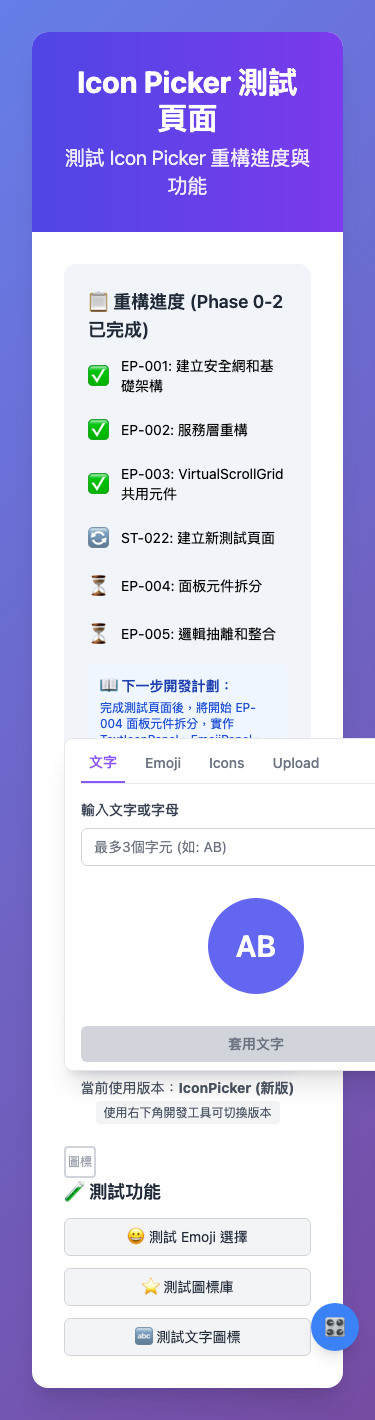 Icon Picker 測試
頁面
測試 Icon Picker 重構進度與
功能
重構進度 (Phase 0-2
已完成)
EP-001: 建立安全網和基
礎架構
EP-002: 服務層重構
EP-003: VirtualScrollGrid
共用元件
ST-022: 建立新測試頁面
EP-004: 面板元件拆分
EP-005: 邏輯抽離和整合
下一步開發計劃：
完成測試頁面後，將開始 EP-
004 面板元件拆分，實作
文字 Emoji Icons Upload
輸入文字或字母
最多3個字元 (如: AB)
AB
套用文字
當前使用版本：IconPicker (新版)
使用右下角開發工具可切換版本
圖標
測試功能
測試 Emoji 選擇
測試圖標庫
測試文字圖標